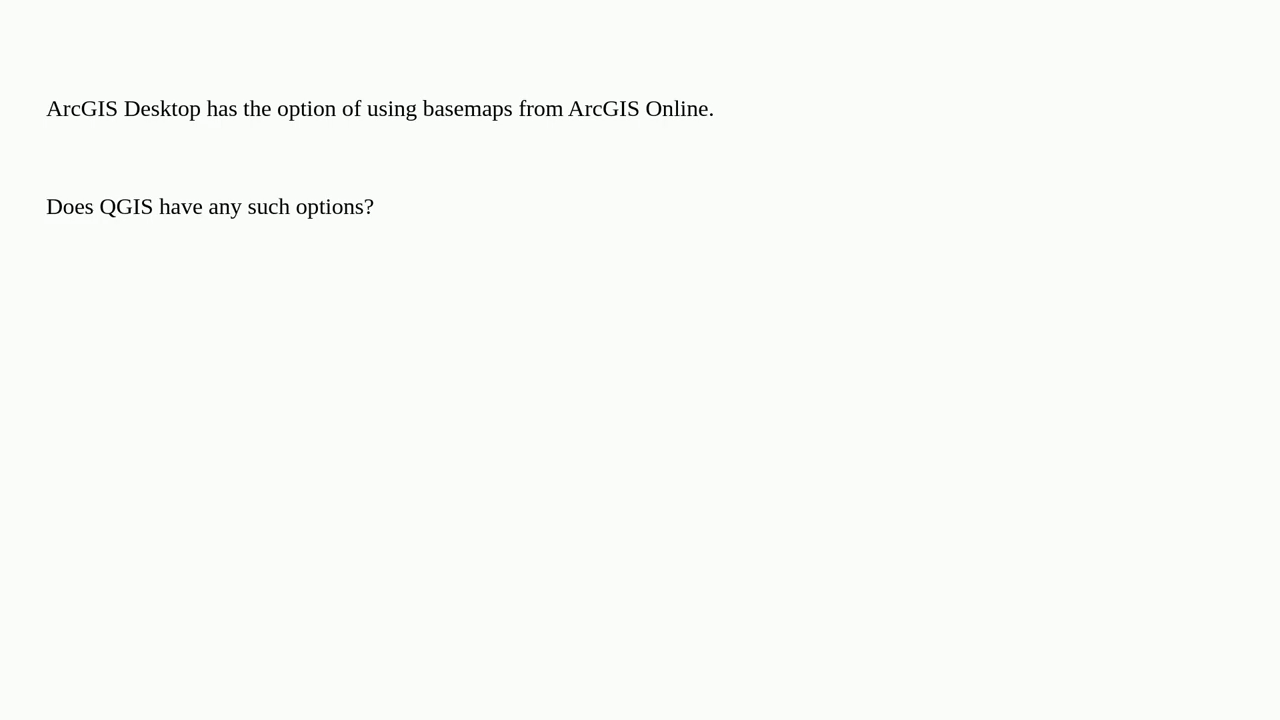 ArcGIS Desktop has the option of using basemaps from ArcGIS Online.
Does QGIS have any such options?